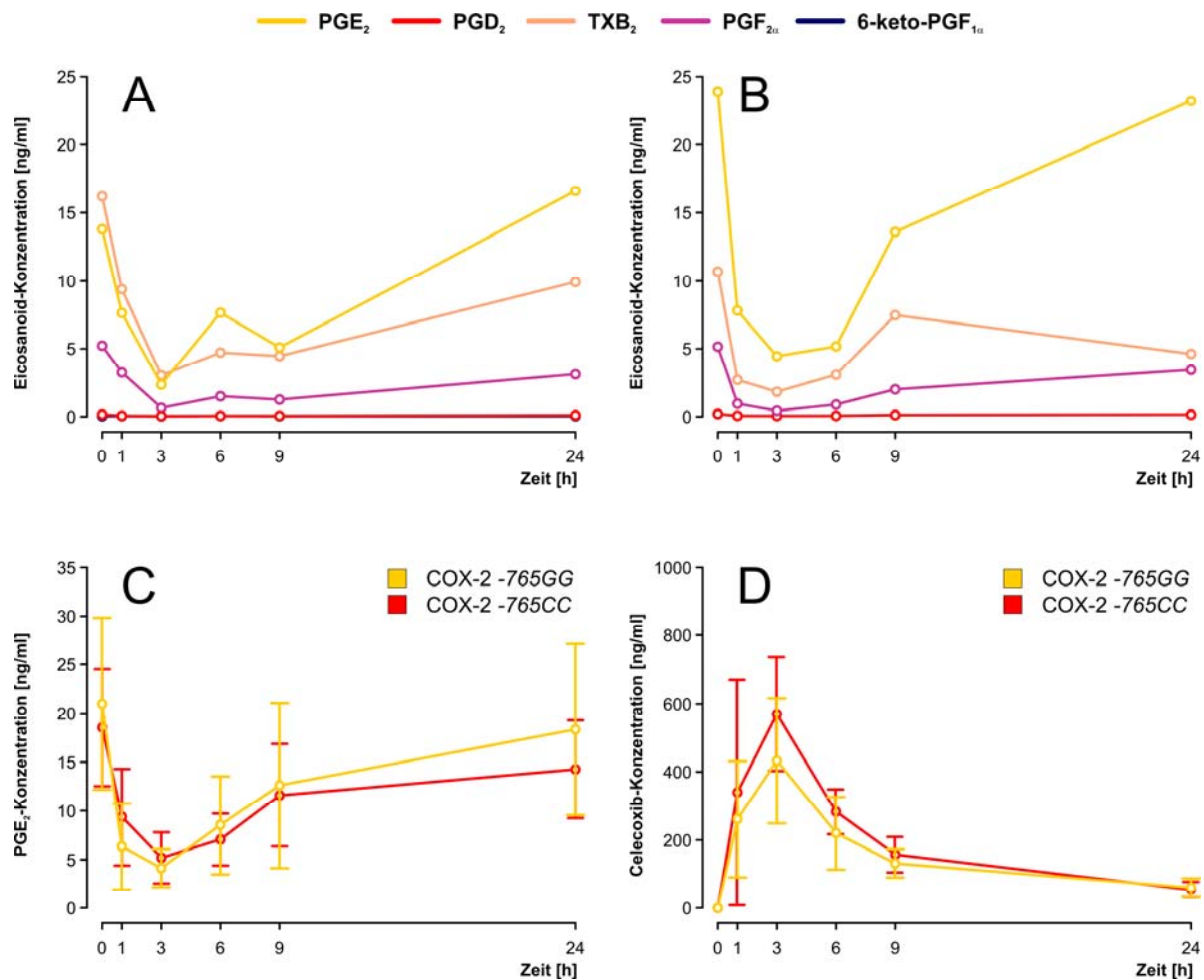 PGE₂ PGD₂ TXB₂ PGF₂α 6-keto-PGF₁α
A
Eicosanoid-Konzentration [ng/ml]
25
20
15
10
5
0
0 1 3 6 9 24
Zeit [h]
B
Eicosanoid-Konzentration [ng/ml]
25
20
15
10
5
0
0 1 3 6 9 24
Zeit [h]
C
COX-2 -765GG
COX-2 -765CC
PGE₂-Konzentration [ng/ml]
35
30
25
20
15
10
5
0
0 1 3 6 9 24
Zeit [h]
D
COX-2 -765GG
COX-2 -765CC
Celecoxib-Konzentration [ng/ml]
1000
800
600
400
200
0
0 1 3 6 9 24
Zeit [h]